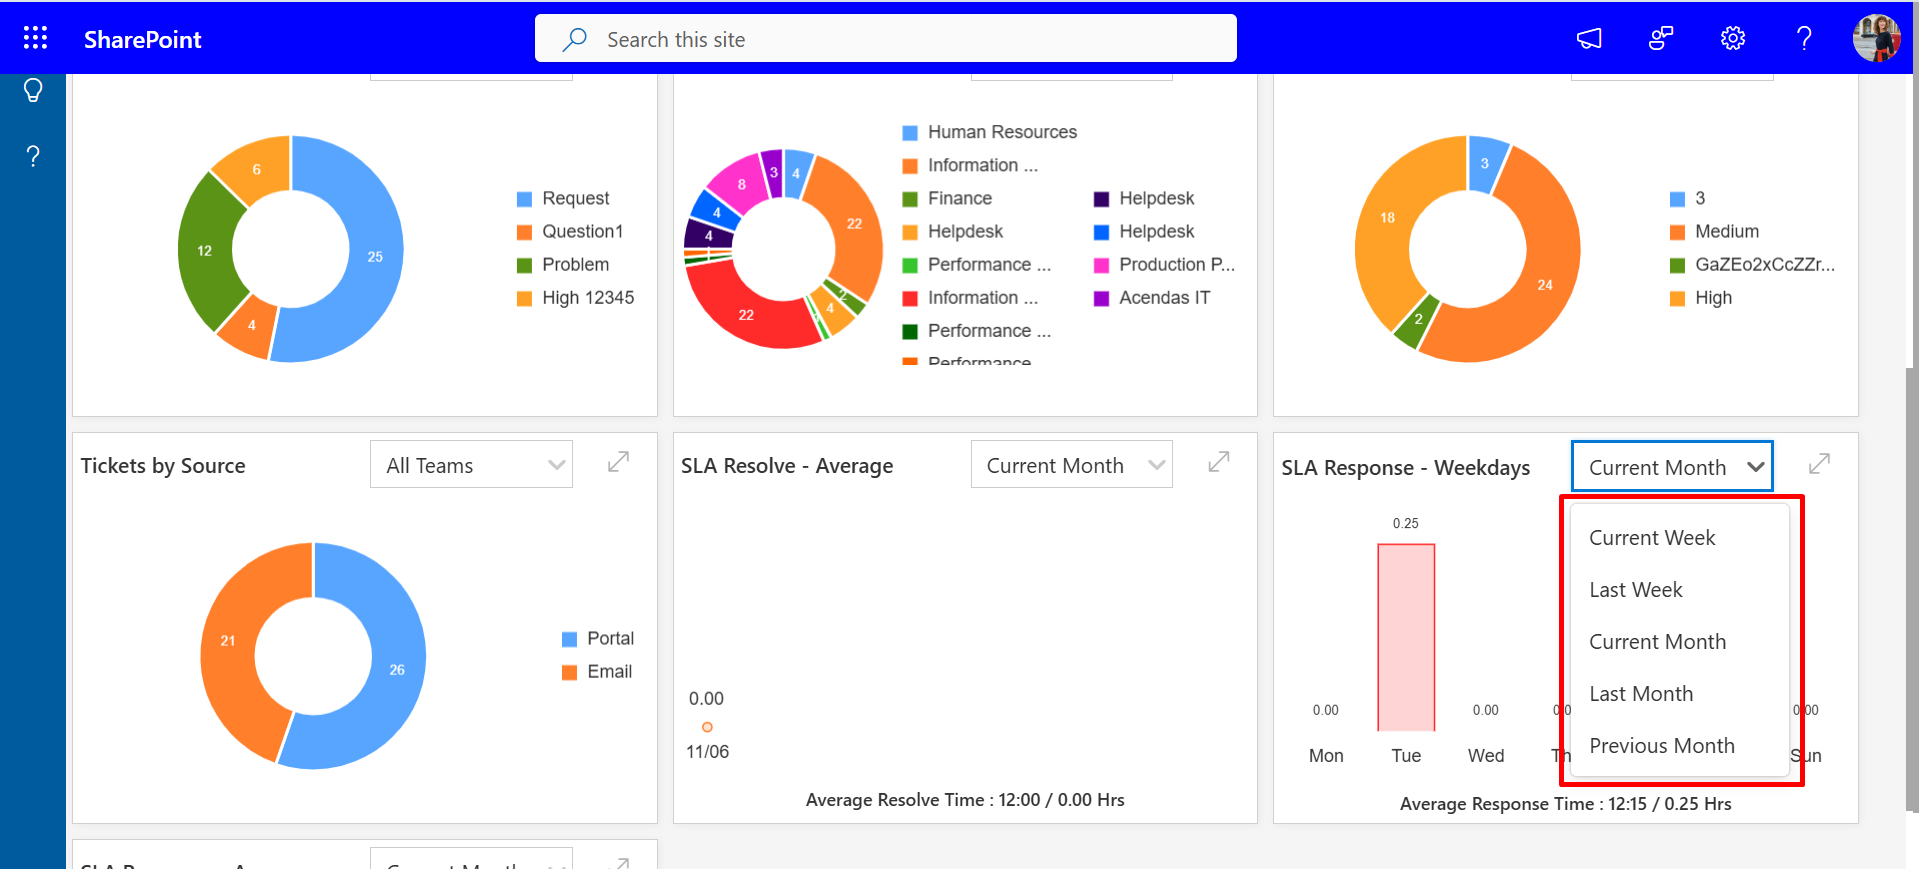 SharePoint
Search this site
6
12
25
4
Request
Question1
Problem
High 12345
3
4
8
4
4
22
2
4
22
Human Resources
Information ...
Finance
Helpdesk
Performance ...
Information ...
Performance ...
Performance
Helpdesk
Helpdesk
Production P...
Acendas IT
3
18
24
2
3
Medium
GaZEo2xCcZZr...
High
Tickets by Source
All Teams
21
26
Portal
Email
SLA Resolve - Average
Current Month
0.00
11/06
Average Resolve Time : 12:00 / 0.00 Hrs
SLA Response - Weekdays
Current Month
Current Week
Last Week
Current Month
Last Month
Previous Month
0.25
0.00
0.00
0.00
Mon
Tue
Wed
Th
Sun
Average Response Time : 12:15 / 0.25 Hrs